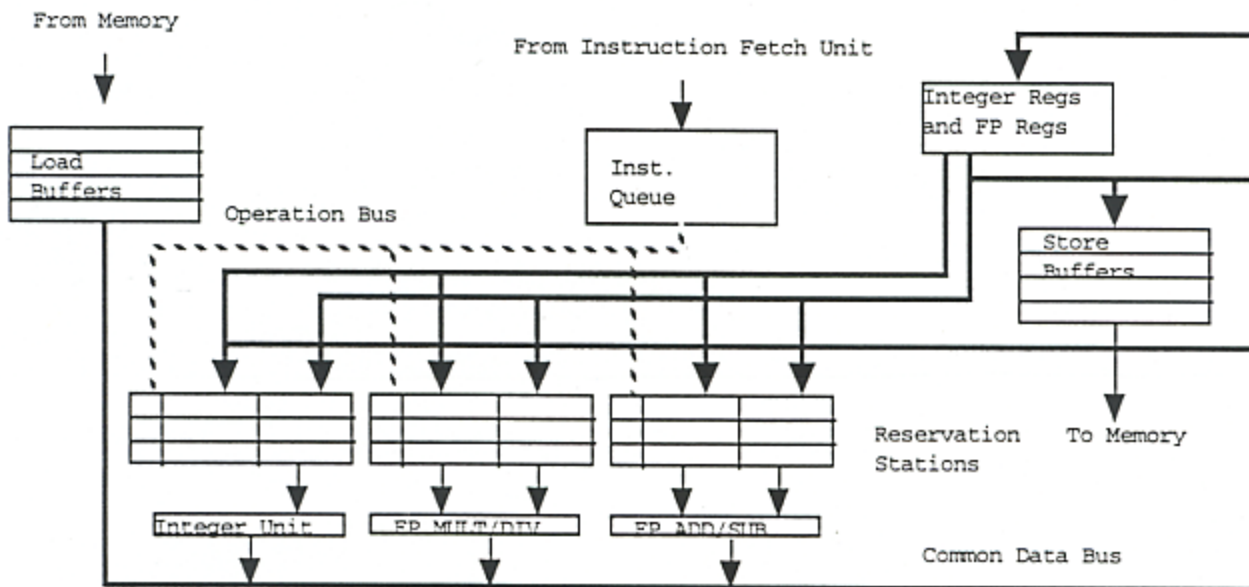 From Memory
From Instruction Fetch Unit
Integer Regs
and FP Regs
Load
Buffers
Inst.
Queue
Operation Bus
Store
Buffers
Reservation
Stations
To Memory
Integer Unit
FP MULT/DIV
FP ADD/SUB
Common Data Bus